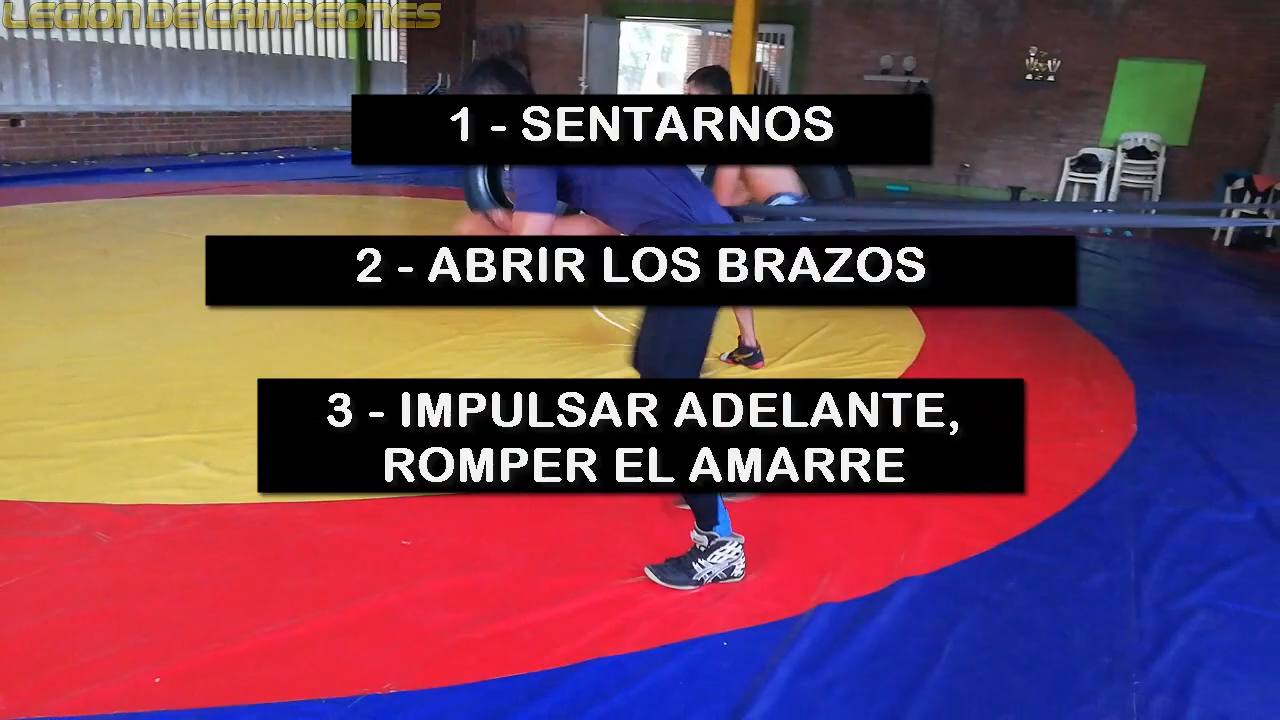 LEGION DE CAMPEONES
1 - SENTARNOS
2 - ABRIR LOS BRAZOS
3 - IMPULSAR ADELANTE,
ROMPER EL AMARRE